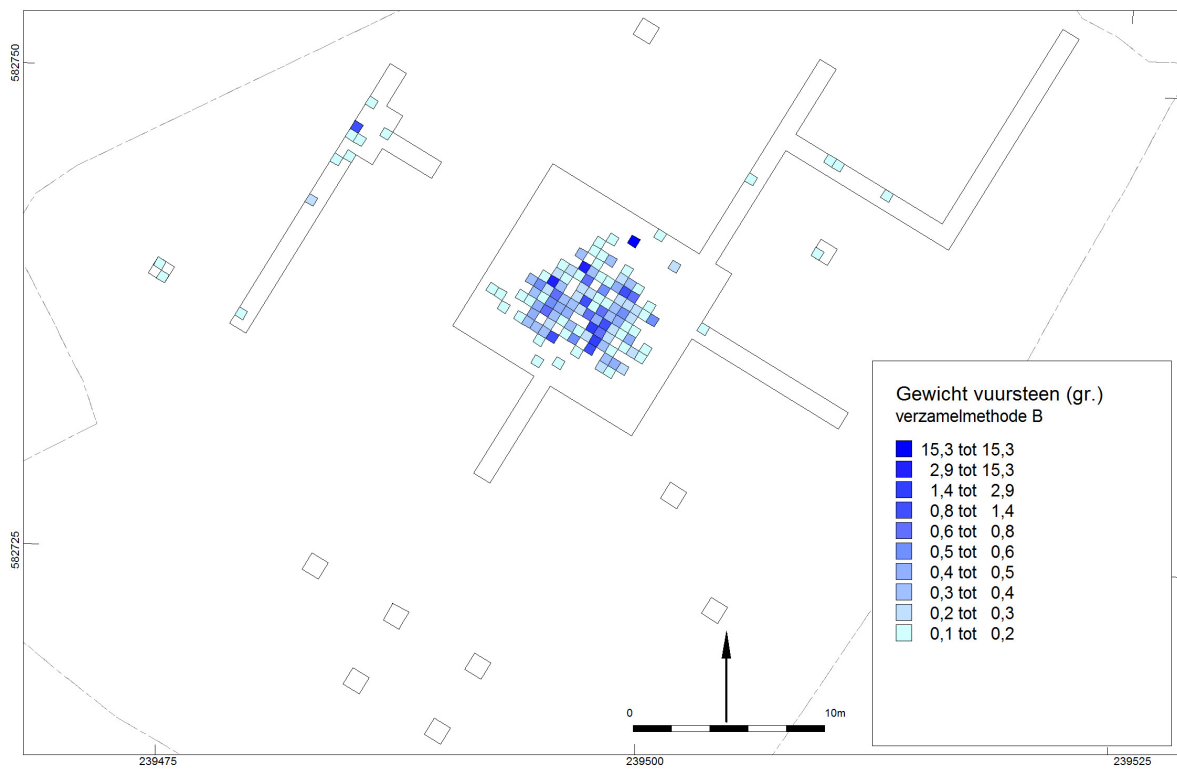 582750
582725
Gewicht vuursteen (gr.)
verzamelmethode B
15,3 tot 15,3
2,9 tot 15,3
1,4 tot 2,9
0,8 tot 1,4
0,6 tot 0,8
0,5 tot 0,6
0,4 tot 0,5
0,3 tot 0,4
0,2 tot 0,3
0,1 tot 0,2
0 10m
239475 239500 239525